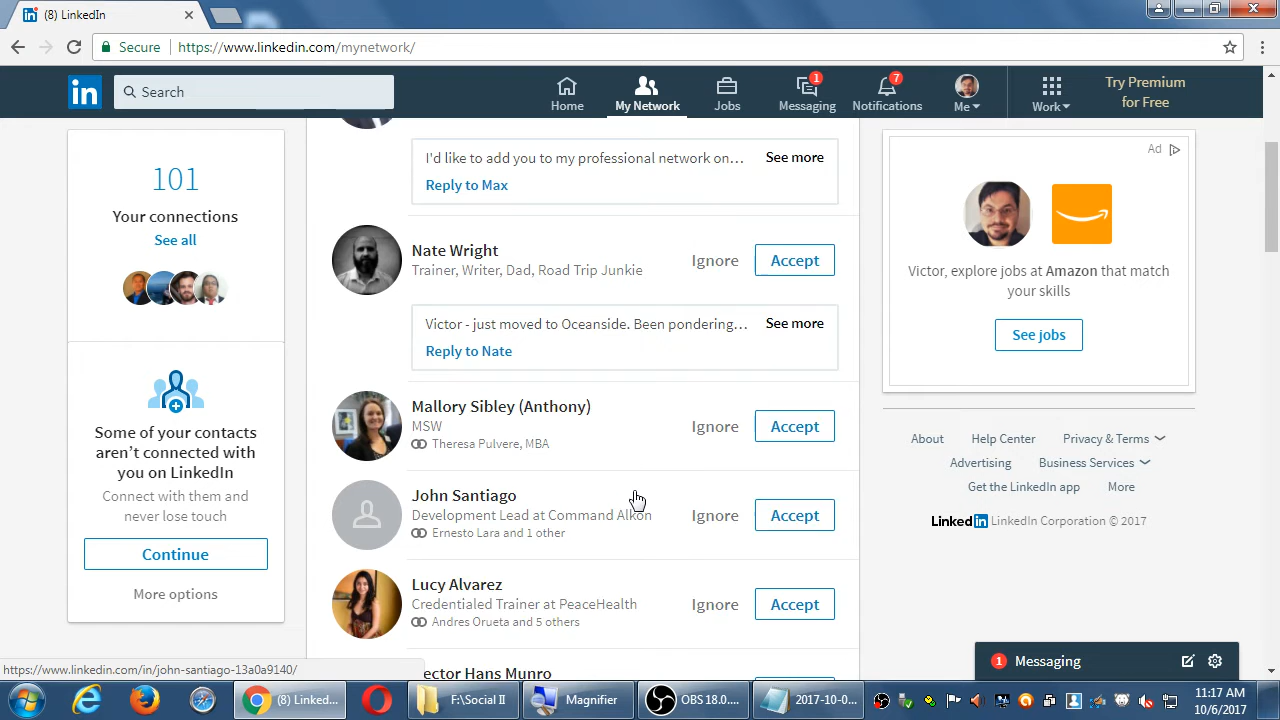 (8) LinkedIn
Secure
https://www.linkedin.com/mynetwork/
in
Search
Home
My Network
Jobs
1
Messaging
7
Notifications
Me
Work
Try Premium
for Free
101
Your connections
See all
Some of your contacts
aren't connected with
you on LinkedIn
Connect with them and
never lose touch
Continue
More options
I'd like to add you to my professional network on...
See more
Reply to Max
Nate Wright
Trainer, Writer, Dad, Road Trip Junkie
Ignore
Accept
Victor - just moved to Oceanside. Been pondering...
See more
Reply to Nate
Mallory Sibley (Anthony)
MSW
Theresa Pulvere, MBA
Ignore
Accept
John Santiago
Development Lead at Command Alkon
Ernesto Lara and 1 other
Ignore
Accept
Lucy Alvarez
Credentialed Trainer at PeaceHealth
Andres Orueta and 5 others
Ignore
Accept
Hans Munro
Ad
Victor, explore jobs at Amazon that match
your skills
See jobs
About Help Center Privacy & Terms
Advertising Business Services
Get the LinkedIn app More
Linked in LinkedIn Corporation © 2017
1 Messaging
https://www.linkedin.com/in/john-santiago-13a0a9140/
(8) Linked...
F:\Social II
Magnifier
OBS 18.0....
2017-10-0...
11:17 AM
10/6/2017